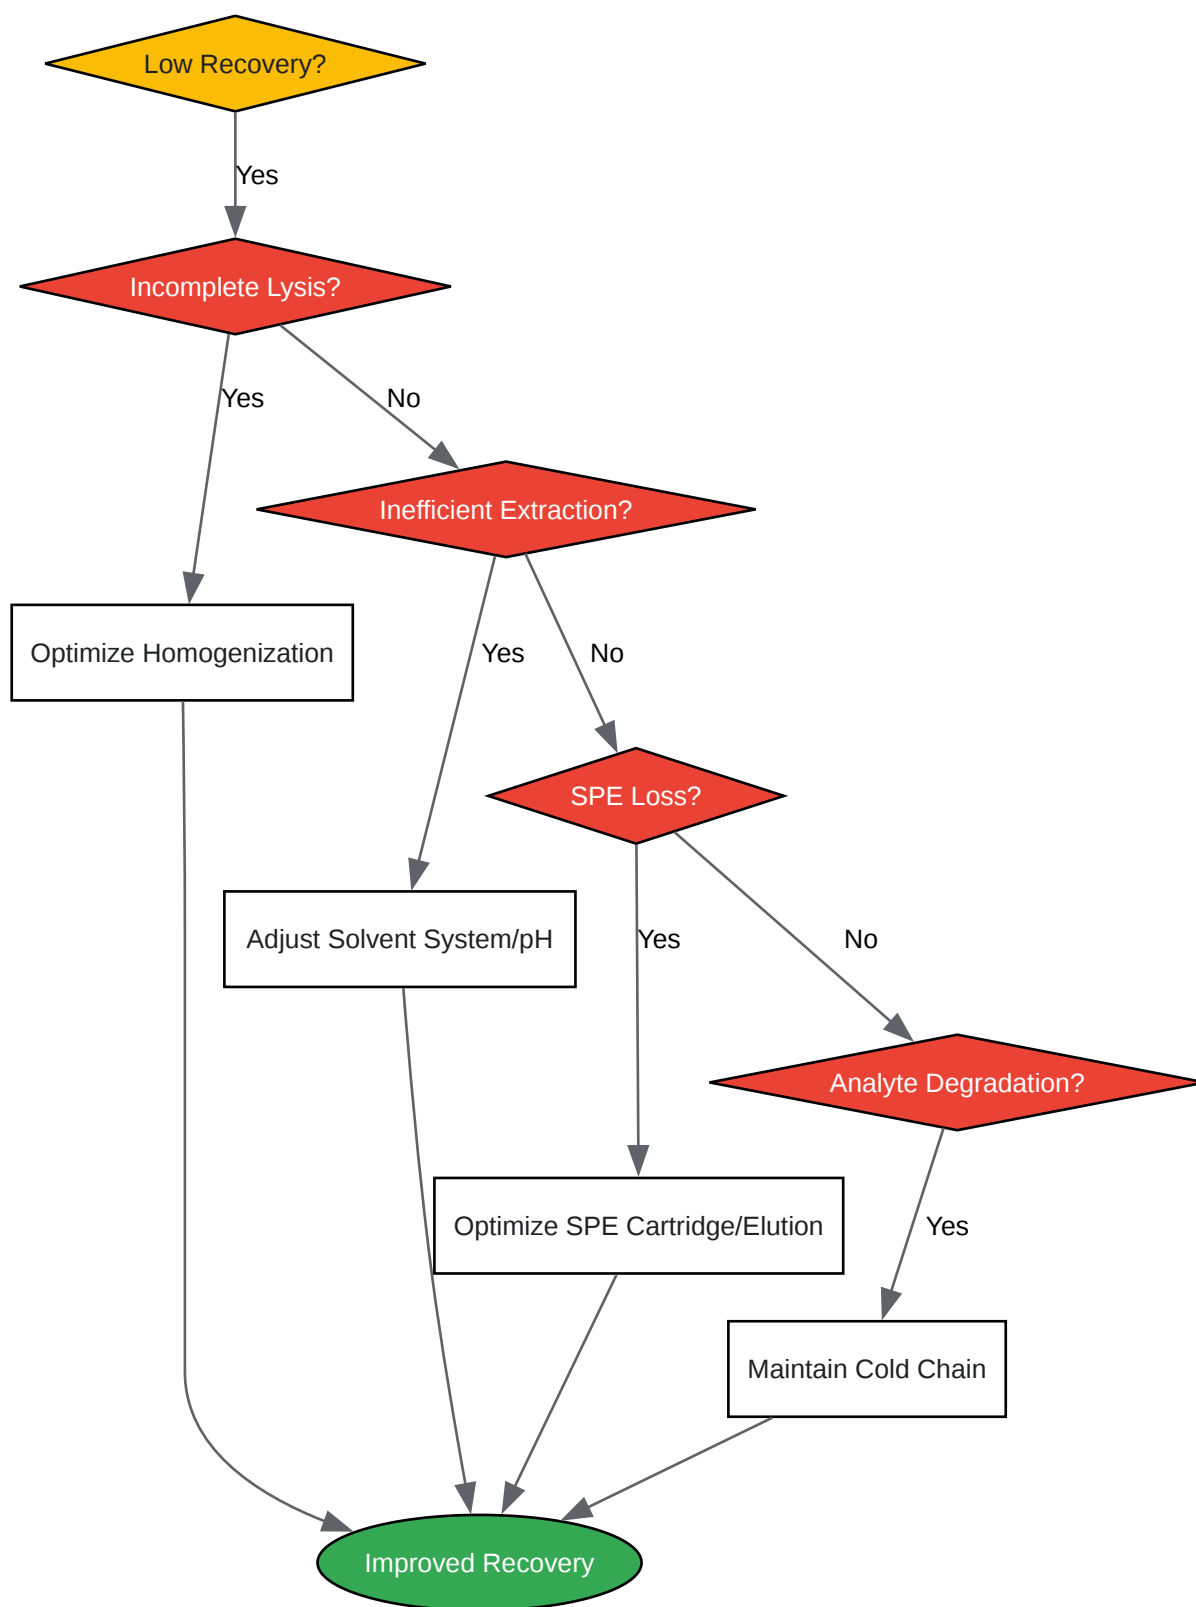 Low Recovery?
Yes
Incomplete Lysis?
Yes
No
Inefficient Extraction?
Optimize Homogenization
Yes
No
SPE Loss?
Adjust Solvent System/pH
Yes
No
Analyte Degradation?
Optimize SPE Cartridge/Elution
Yes
Maintain Cold Chain
Improved Recovery